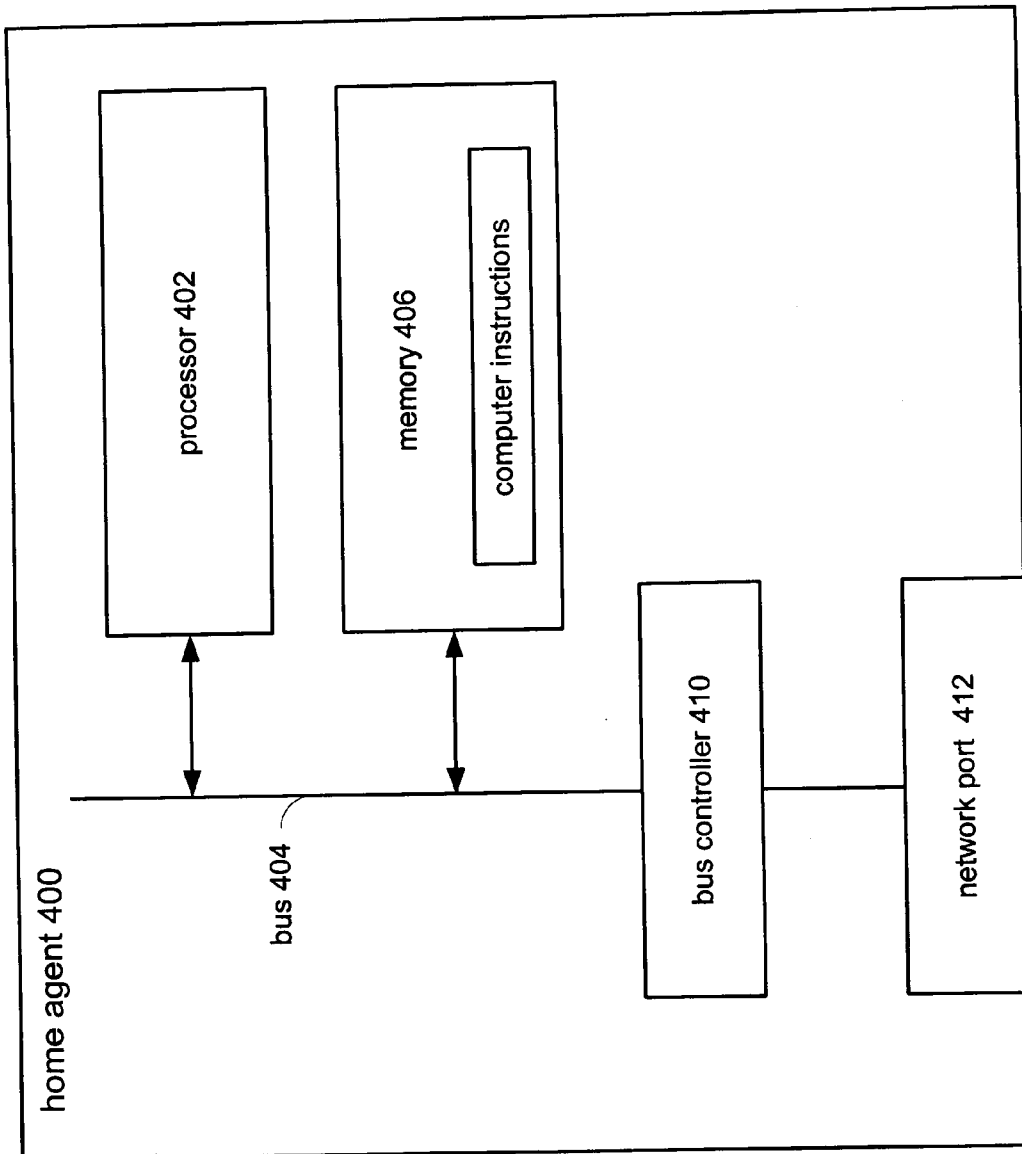 home agent 400
processor 402
memory 406
computer instructions
bus 404
bus controller 410
network port 412